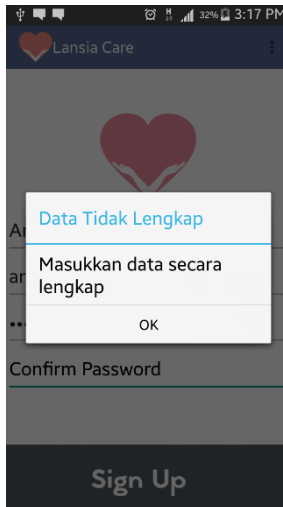 32% 3:17 PM
Lansia Care
Data Tidak Lengkap
Masukkan data secara
lengkap
OK
Confirm Password
Sign Up